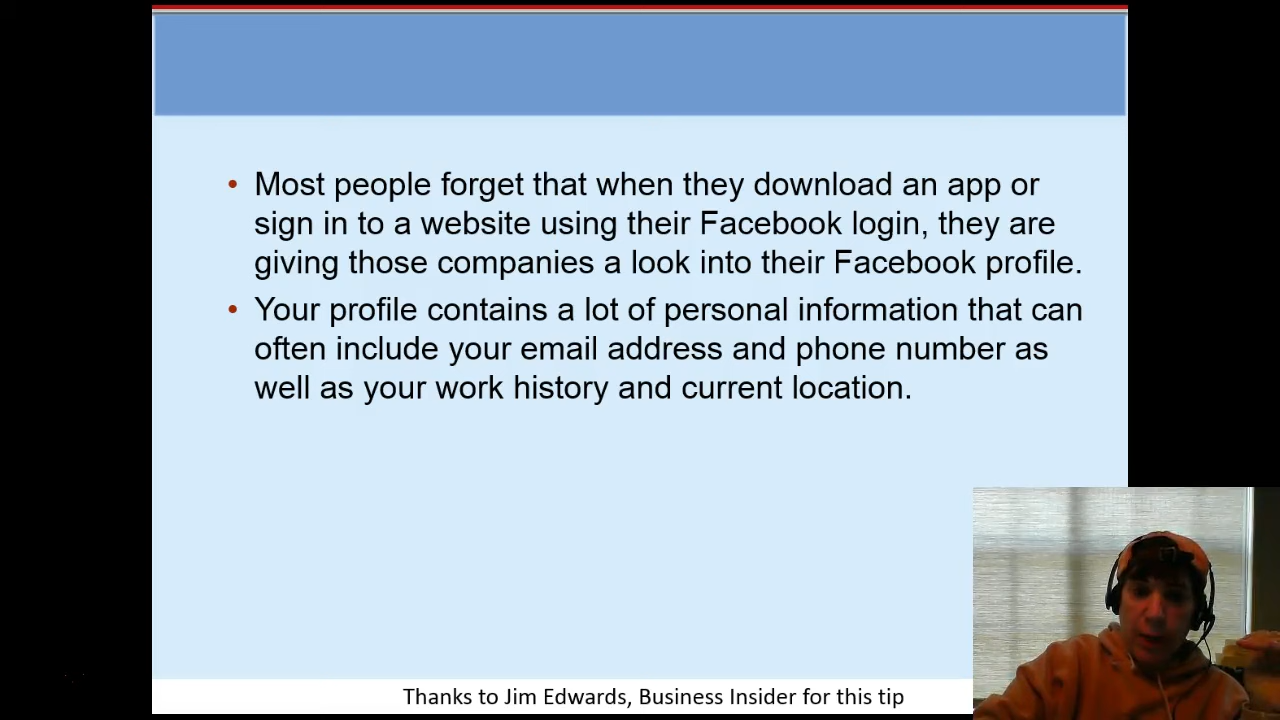 • Most people forget that when they download an app or
sign in to a website using their Facebook login, they are
giving those companies a look into their Facebook profile.
• Your profile contains a lot of personal information that can
often include your email address and phone number as
well as your work history and current location.
Thanks to Jim Edwards, Business Insider for this tip